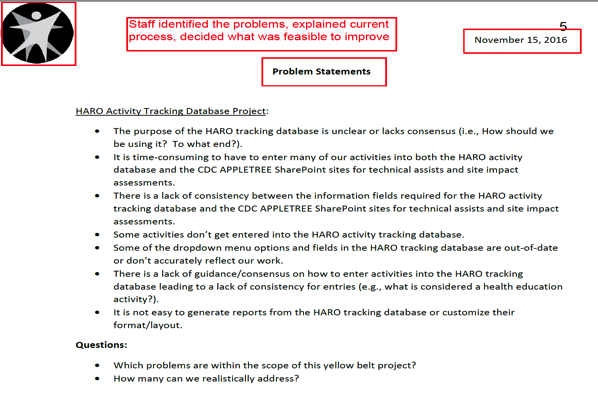 Staff identified the problems, explained current
process, decided what was feasible to improve
5
November 15, 2016
Problem Statements
HARO Activity Tracking Database Project:
• The purpose of the HARO tracking database is unclear or lacks consensus (i.e., How should we
be using it?  To what end?).
• It is time-consuming to have to enter many of our activities into both the HARO activity
database and the CDC APPLETREE SharePoint sites for technical assists and site impact
assessments.
• There is a lack of consistency between the information fields required for the HARO activity
tracking database and the CDC APPLETREE SharePoint sites for technical assists and site impact
assessments.
• Some activities don't get entered into the HARO activity tracking database.
• Some of the dropdown menu options and fields in the HARO tracking database are out-of-date
or don't accurately reflect our work.
• There is a lack of guidance/consensus on how to enter activities into the HARO tracking
database leading to a lack of consistency for entries (e.g., what is considered a health education
activity?).
• It is not easy to generate reports from the HARO tracking database or customize their
format/layout.
Questions:
• Which problems are within the scope of this yellow belt project?
• How many can we realistically address?